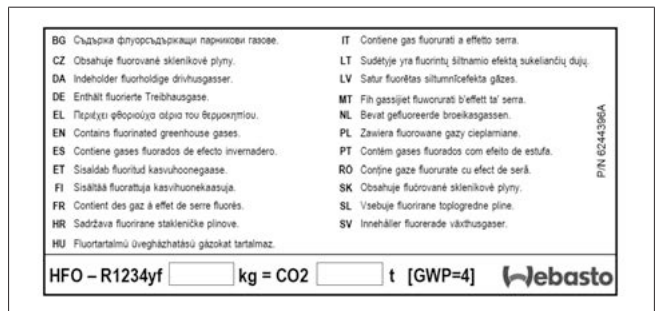 BG Съдържа флуорсъдържащи парникови газове.
CZ Obsahuje fluorované skleníkové plyny.
DA Indeholder fluorholdige drivhusgasser.
DE Enthält fluorierte Treibhausgase.
EL Περιέχει φθοριούχα αέρια του θερμοκηπίου.
EN Contains fluorinated greenhouse gases.
ES Contiene gases fluorados de efecto invernadero.
ET Sisaldab fluoritud kasvuhoonegaase.
FI Sisältää fluorattuja kasvihuonekaasuja.
FR Contient des gaz à effet de serre fluorés.
HR Sadržava fluorirane stakleničke plinove.
HU Fluortartalmú üvegházhatású gázokat tartalmaz.
IT Contiene gas fluorurati a effetto serra.
LT Sudėtyje yra fluorintų šiltnamio efektą sukeliančių dujų.
LV Satur fluorētas siltumnīcefekta gāzes.
MT Fih gassijiet fluworurati b'effett ta' serra.
NL Bevat gefluoreerde broeikasgassen.
PL Zawiera fluorowane gazy cieplarniane.
PT Contém gases fluorados com efeito de estufa.
RO Conține gaze fluorurate cu efect de seră.
SK Obsahuje fluórované skleníkové plyny.
SL Vsebuje fluorirane toplogredne pline.
SV Innehåller fluorerade växthusgaser.
P/N 6244396A
HFO – R1234yf kg = CO2 t [GWP=4] Webasto